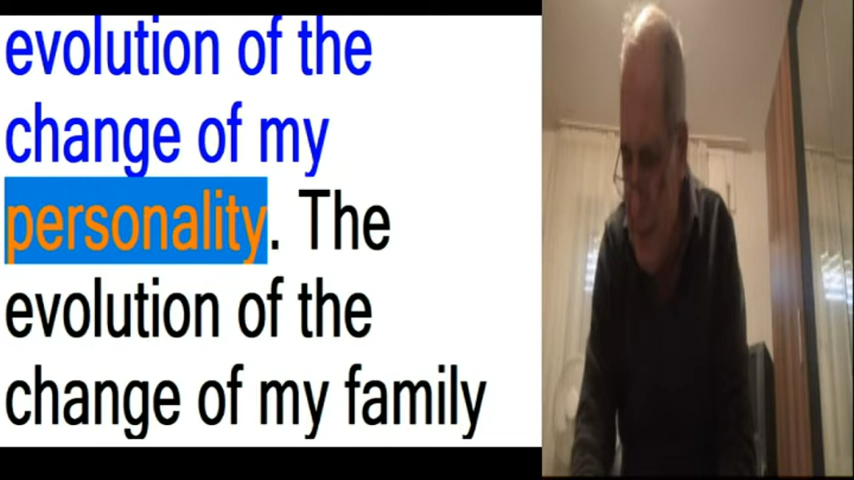 evolution of the
change of my
personality. The
evolution of the
change of my family